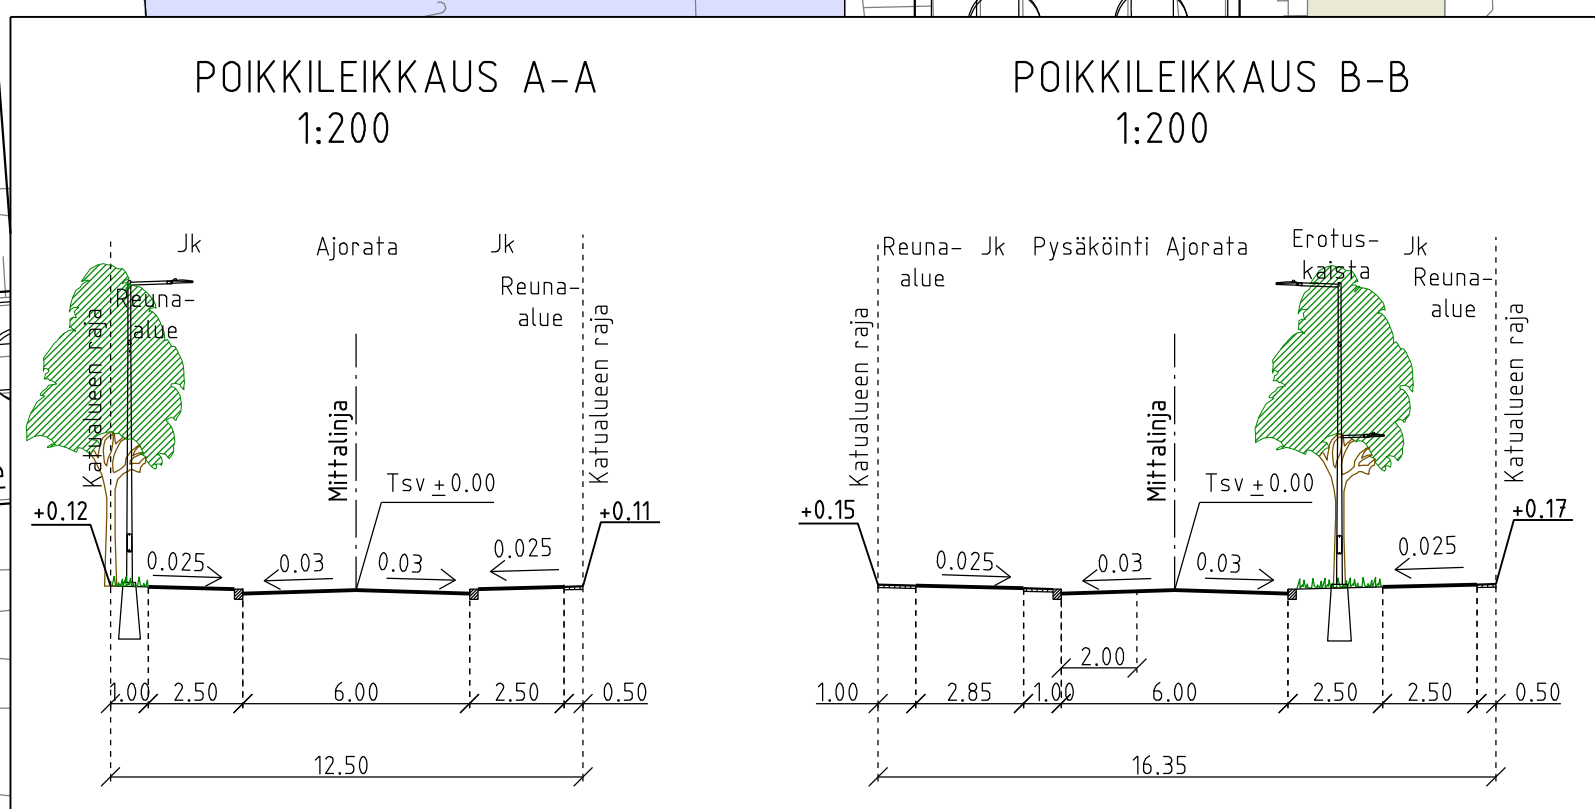 POIKKILEIKKAUS A-A
1:200
Jk
Ajorata
Jk
Reuna-
alue
Reuna-
alue
Katualueen raja
Mittalinja
Katualueen raja
Tsv ±0.00
+0.12
+0.11
0.025
0.03
0.03
0.025
1.00
2.50
6.00
2.50
0.50
12.50
POIKKILEIKKAUS B-B
1:200
Reuna-
alue
Jk
Pysäköinti
Ajorata
Erotus-
kaista
Jk
Reuna-
alue
Katualueen raja
Mittalinja
Katualueen raja
Tsv ±0.00
+0.15
+0.17
0.025
0.03
0.03
0.025
2.00
1.00
2.85
1.00
6.00
2.50
2.50
0.50
16.35